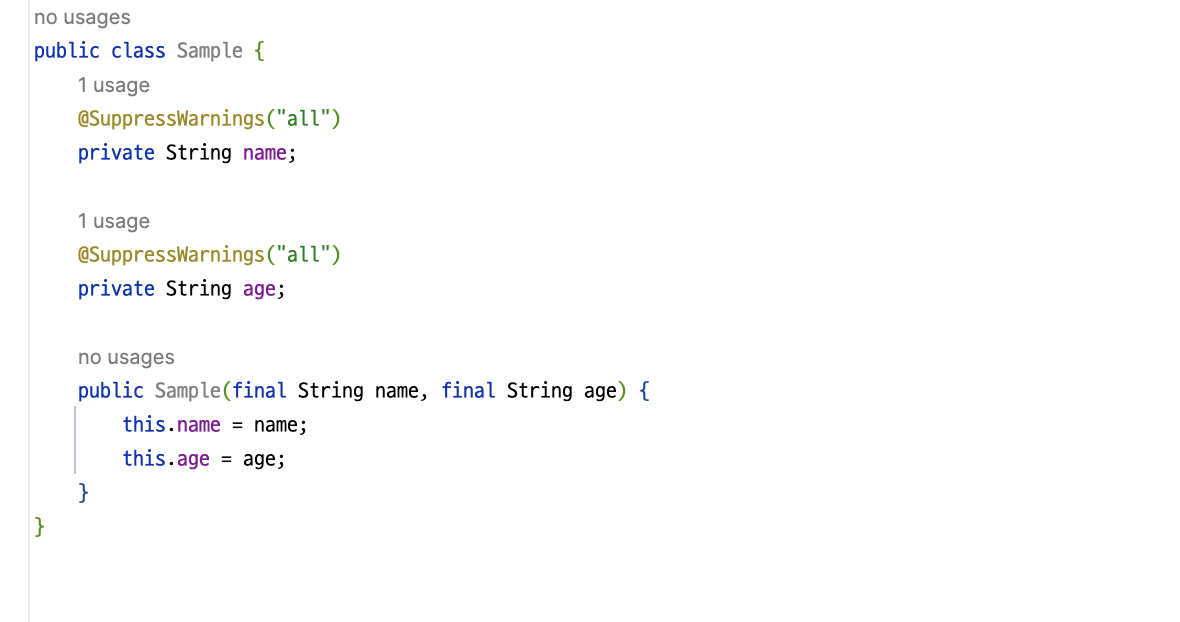 no usages
public class Sample {
1 usage
@SuppressWarnings("all")
private String name;
1 usage
@SuppressWarnings("all")
private String age;
no usages
public Sample(final String name, final String age) {
this.name = name;
this.age = age;
}
}